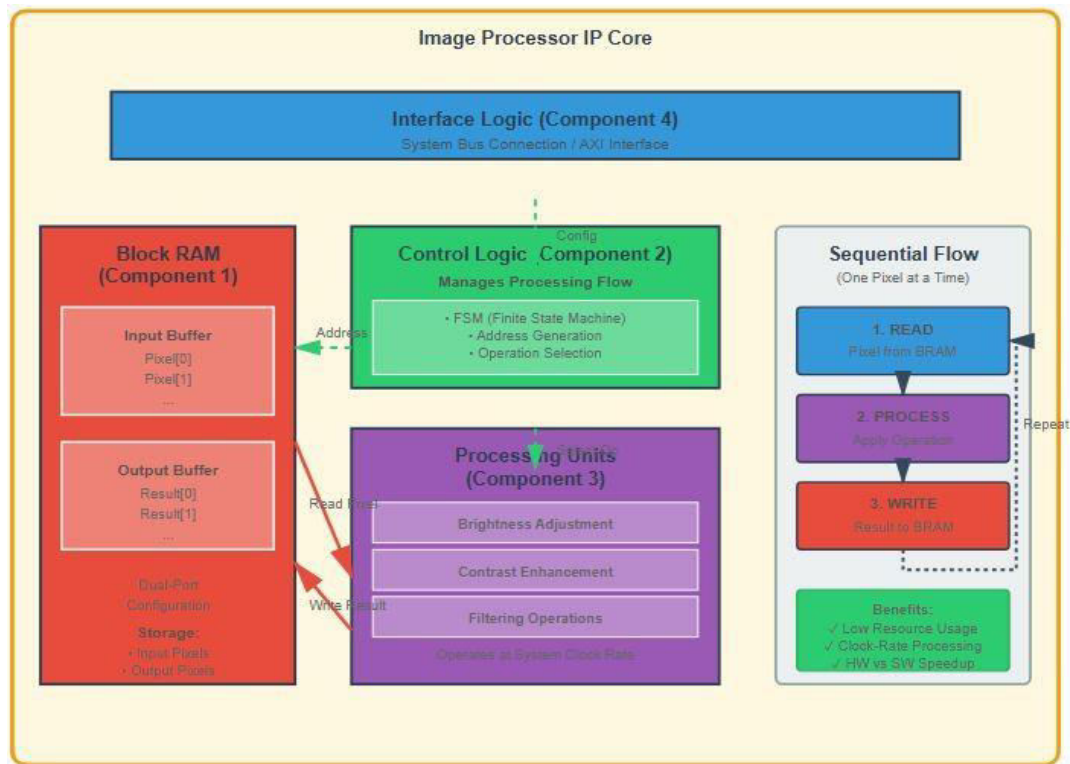 Image Processor IP Core
Interface Logic (Component 4)
System Bus Connection / AXI Interface
Block RAM
(Component 1)
Input Buffer
Pixel[0]
Pixel[1]
...
Output Buffer
Result[0]
Result[1]
...
Dual-Port
Configuration
Storage:
• Input Pixels
• Output Pixels
Address
Read Pixel
Write Result
Config
Control Logic (Component 2)
Manages Processing Flow
• FSM (Finite State Machine)
• Address Generation
• Operation Selection
Processing Units
(Component 3)
Brightness Adjustment
Contrast Enhancement
Filtering Operations
Operates at System Clock Rate
Sequential Flow
(One Pixel at a Time)
1. READ
Pixel from BRAM
2. PROCESS
Apply Operation
3. WRITE
Result to BRAM
Repeat
Benefits:
✓ Low Resource Usage
✓ Clock-Rate Processing
✓ HW vs SW Speedup